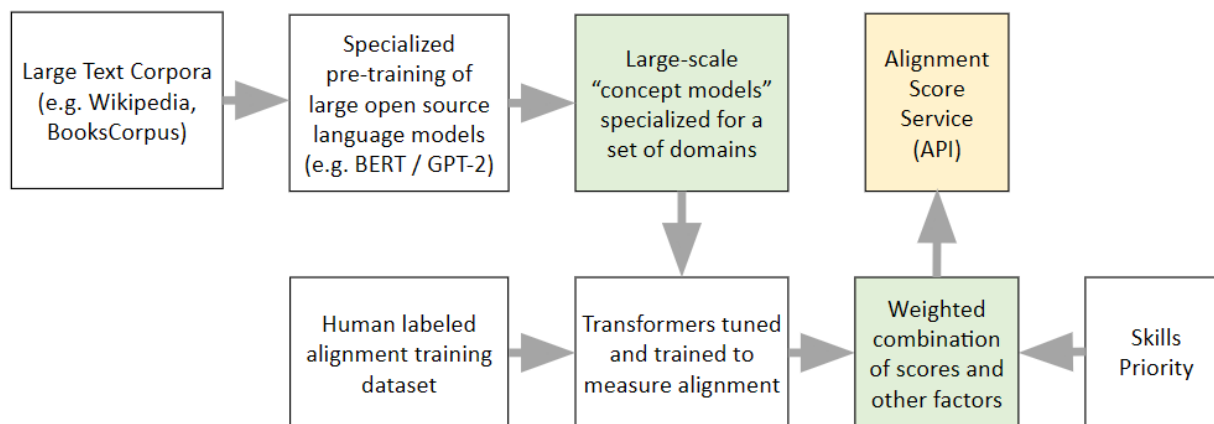 Large Text Corpora
(e.g. Wikipedia,
BooksCorpus)
Specialized
pre-training of
large open source
language models
(e.g. BERT / GPT-2)
Large-scale
“concept models”
specialized for a
set of domains
Alignment
Score
Service
(API)
Human labeled
alignment training
dataset
Transformers tuned
and trained to
measure alignment
Weighted
combination
of scores and
other factors
Skills
Priority